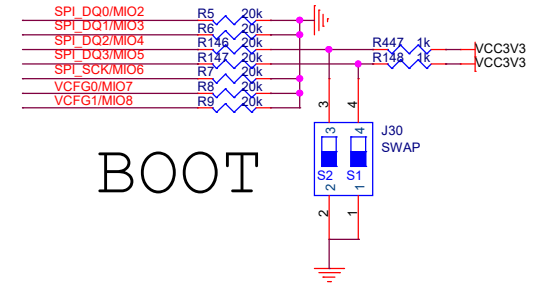 SPI_DQ0/MIO2 R5 20k
SPI_DQ1/MIO3 R6 20k
SPI_DQ2/MIO4 R146 20k R447 1k VCC3V3
SPI_DQ3/MIO5 R147 20k R148 1k VCC3V3
SPI_SCK/MIO6 R7 20k
VCFG0/MIO7 R8 20k
VCFG1/MIO8 R9 20k
3 4
3 4 J30
SWAP
BOOT
S2 S1
2 1
2 1